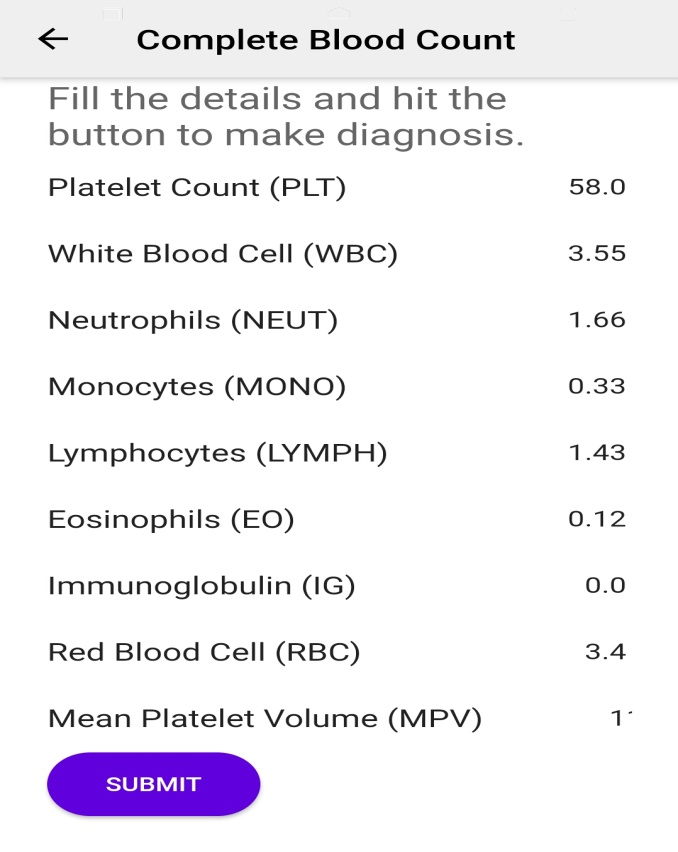 Complete Blood Count
Fill the details and hit the
button to make diagnosis.
Platelet Count (PLT) 58.0
White Blood Cell (WBC) 3.55
Neutrophils (NEUT) 1.66
Monocytes (MONO) 0.33
Lymphocytes (LYMPH) 1.43
Eosinophils (EO) 0.12
Immunoglobulin (IG) 0.0
Red Blood Cell (RBC) 3.4
Mean Platelet Volume (MPV)
SUBMIT